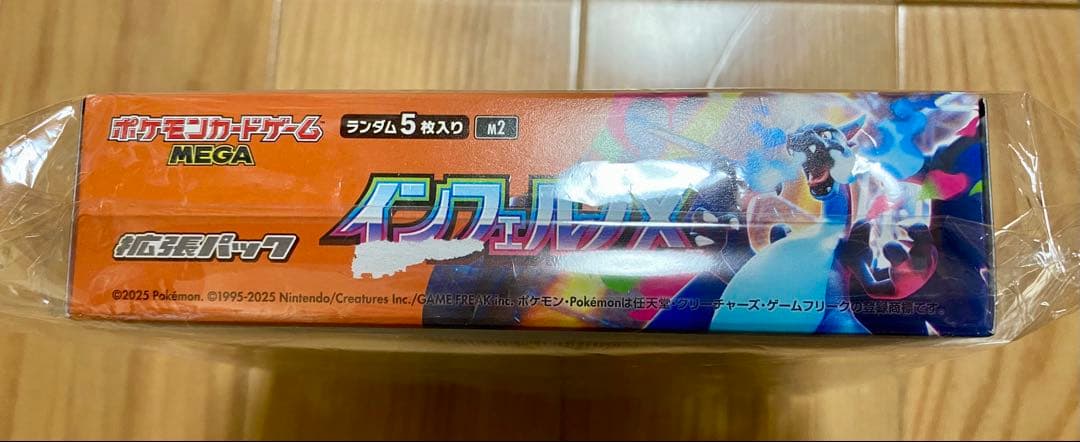 ポケモンカードゲーム
MEGA
ランダム5枚入り M2
インフェルノX
拡張パック
©2025 Pokémon. ©1995-2025 Nintendo/Creatures Inc./GAME FREAK inc. ポケモン・Pokémonは任天堂・クリーチャーズ・ゲームフリークの登録商標です。